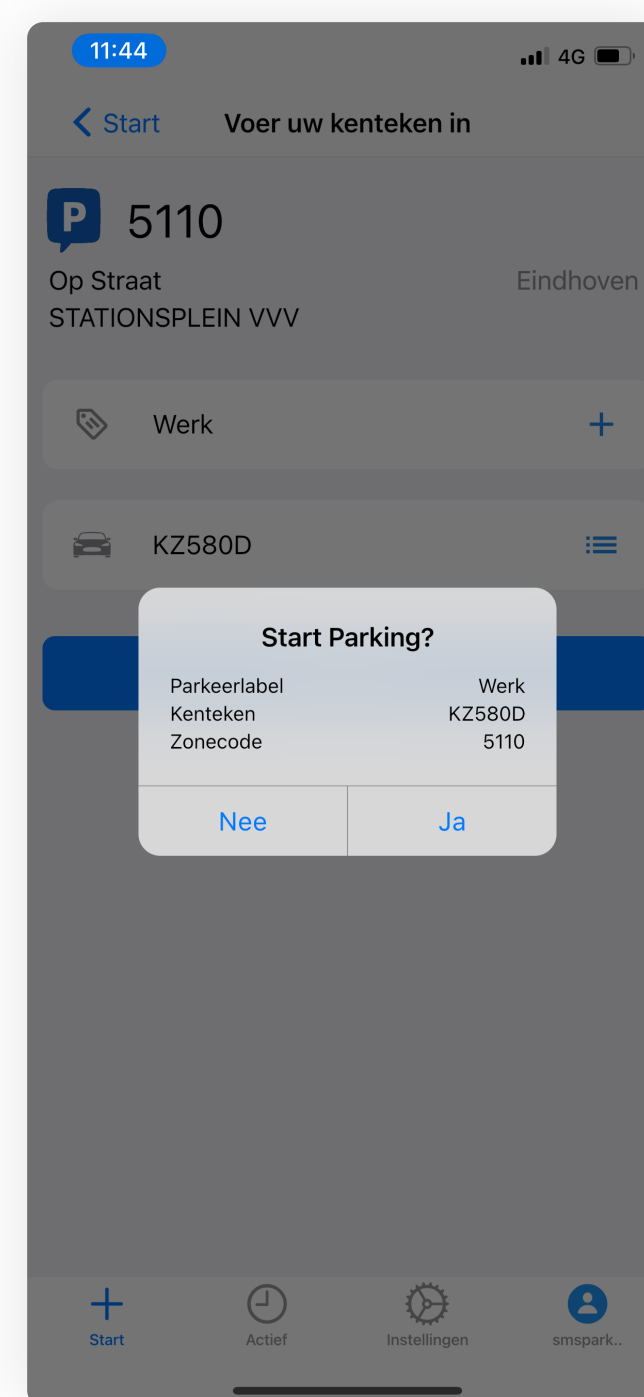 11:44 4G
Start Voer uw kenteken in
P 5110
Op Straat Eindhoven
STATIONSPLEIN VVV
Werk
KZ580D
Start Parking?
Parkeerlabel Werk
Kenteken KZ580D
Zonecode 5110
Nee Ja
Start Actief Instellingen smspark..